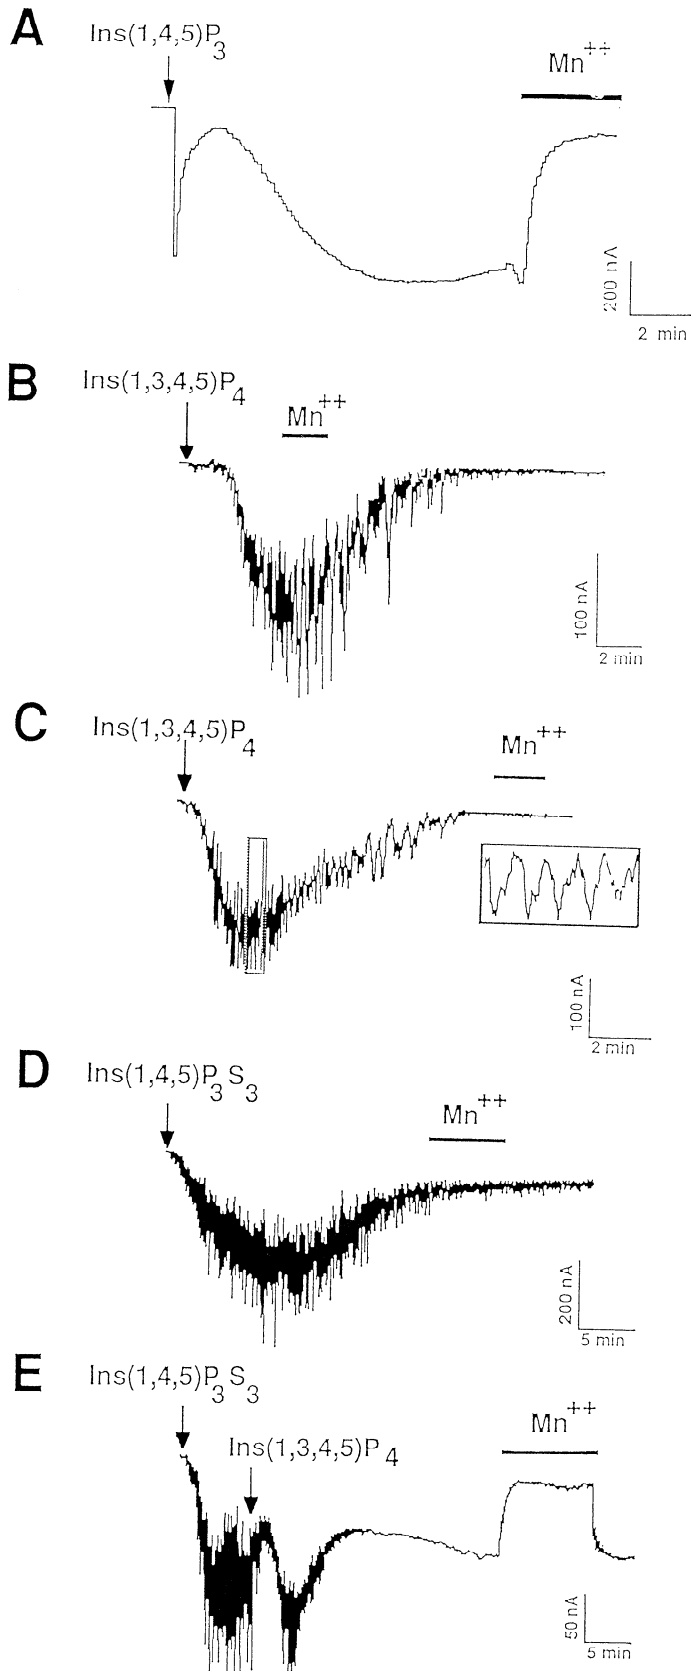 A
Ins(1,4,5)P3
Mn++
200 nA
2 min
B
Ins(1,3,4,5)P4
Mn++
100 nA
2 min
C
Ins(1,3,4,5)P4
Mn++
100 nA
2 min
D
Ins(1,4,5)P3S3
Mn++
200 nA
5 min
E
Ins(1,4,5)P3S3
Ins(1,3,4,5)P4
Mn++
50 nA
5 min